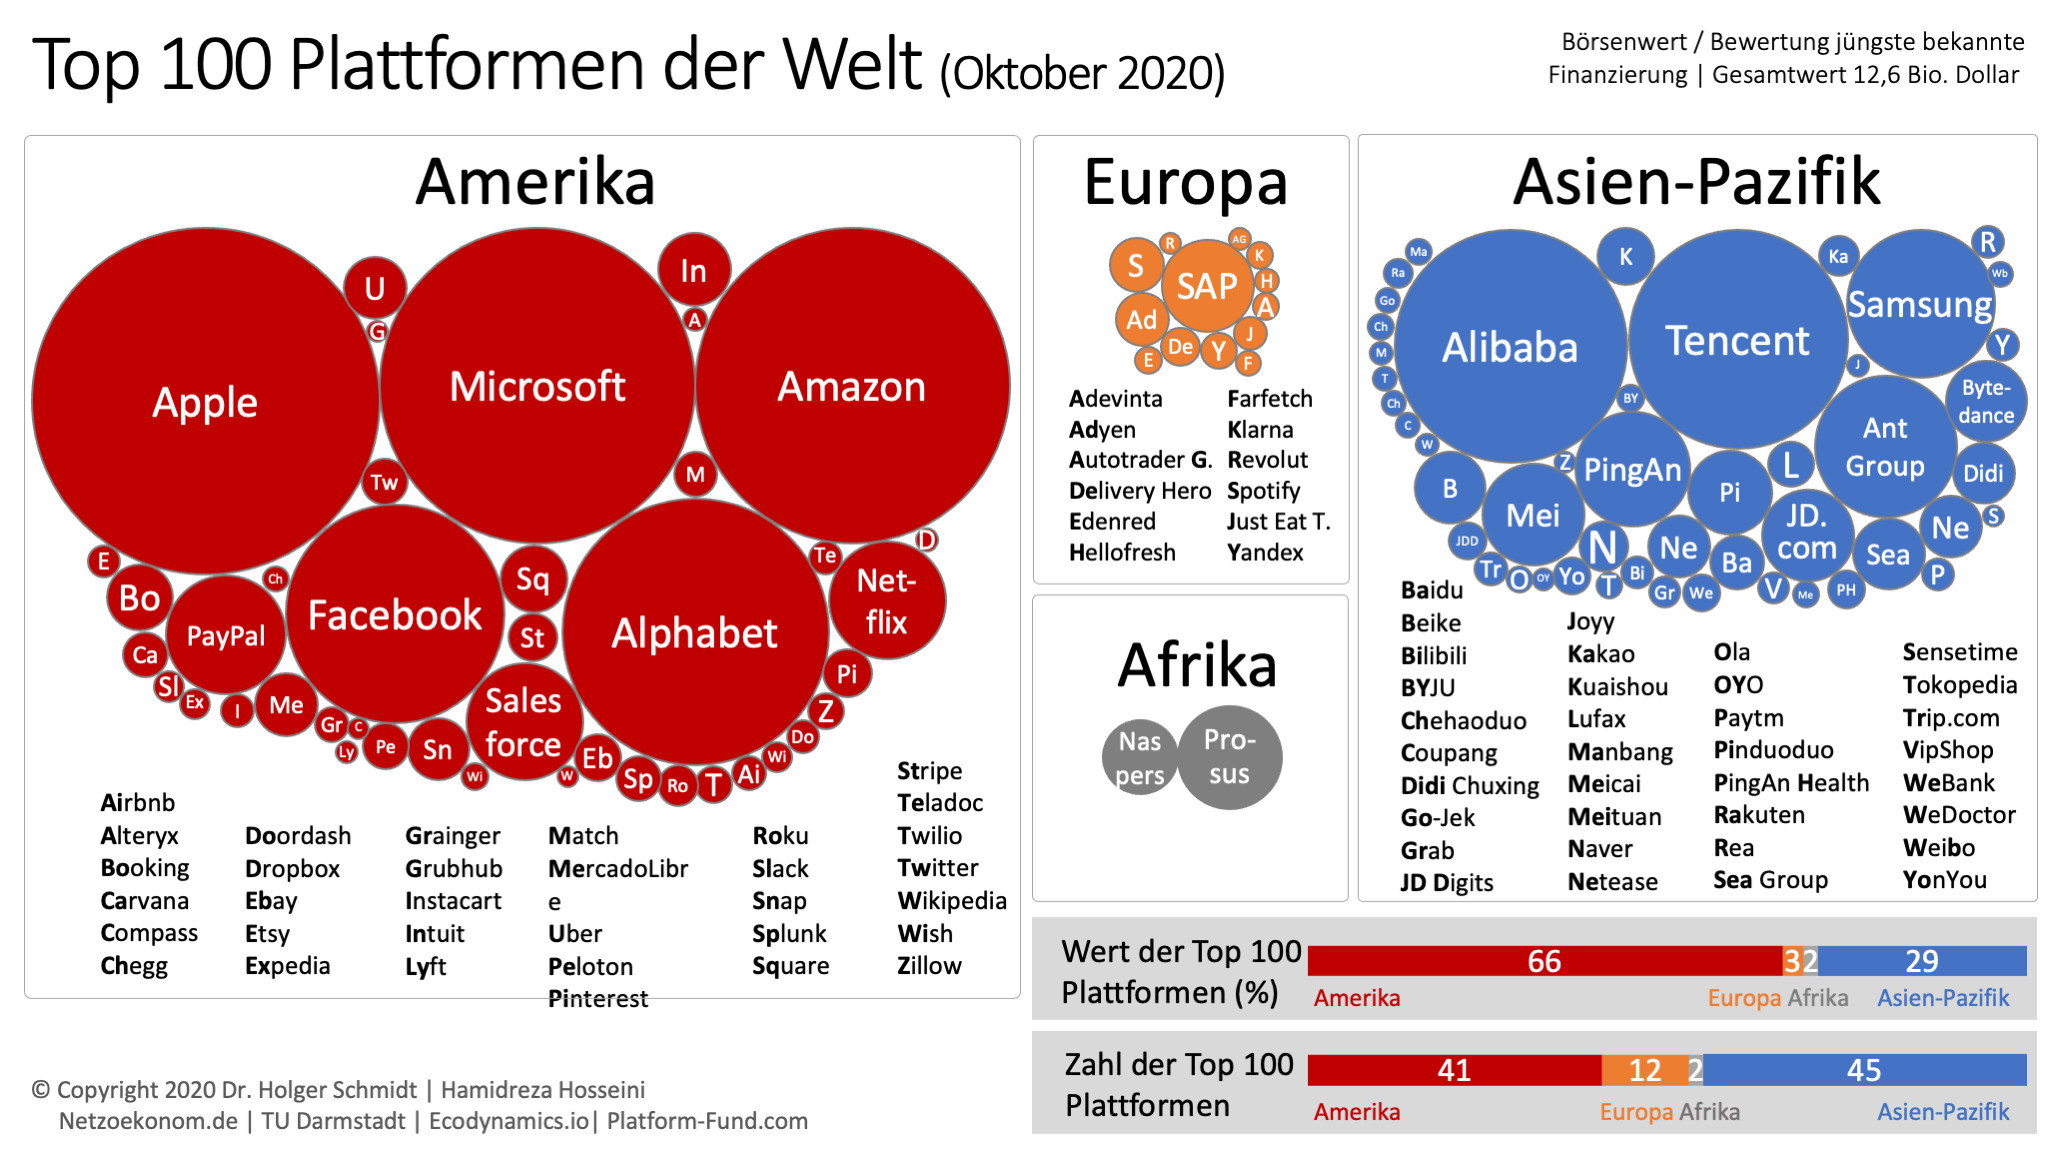 Top 100 Plattformen der Welt (Oktober 2020)
Börsenwert / Bewertung jüngste bekannte
Finanzierung | Gesamtwert 12,6 Bio. Dollar
Amerika
Apple
U
G
Microsoft
In
A
Amazon
Tw
M
E
Bo
Ch
Ca
PayPal
Facebook
Sq
St
Alphabet
Te
D
Net-
flix
Sl
Ex
I
Me
Gr
C
Ly
Pe
Sn
Wi
Sales
force
W
Eb
Sp
Ro
T
Ai
Wi
Do
Z
Pi
Airbnb
Alteryx
Booking
Carvana
Compass
Chegg
Doordash
Dropbox
Ebay
Etsy
Expedia
Grainger
Grubhub
Instacart
Intuit
Lyft
Match
MercadoLibr
e
Uber
Peloton
Pinterest
Roku
Slack
Snap
Splunk
Square
Stripe
Teladoc
Twilio
Twitter
Wikipedia
Wish
Zillow
Europa
S
R
SAP
AG
K
H
A
J
F
Y
De
E
Ad
Adevinta
Adyen
Autotrader G.
Delivery Hero
Edenred
Hellofresh
Farfetch
Klarna
Revolut
Spotify
Just Eat T.
Yandex
Afrika
Nas
pers
Pro-
sus
Asien-Pazifik
Ma
Ra
Go
Ch
M
T
Ch
C
W
Alibaba
K
BY
Tencent
Ka
J
Samsung
R
Wb
Y
Byte-
dance
Ant
Group
Didi
S
Ne
P
Sea
PH
Me
V
JD.
com
L
Pi
Ba
We
Gr
Ne
PingAn
Z
Bi
T
N
Yo
OY
O
Tr
JDD
Mei
B
Baidu
Beike
Bilibili
BYJU
Chehaoduo
Coupang
Didi Chuxing
Go-Jek
Grab
JD Digits
Joyy
Kakao
Kuaishou
Lufax
Manbang
Meicai
Meituan
Naver
Netease
Ola
OYO
Paytm
Pinduoduo
PingAn Health
Rakuten
Rea
Sea Group
Sensetime
Tokopedia
Trip.com
VipShop
WeBank
WeDoctor
Weibo
YonYou
Wert der Top 100
Plattformen (%)
66
3
2
29
Amerika
Europa
Afrika
Asien-Pazifik
Zahl der Top 100
Plattformen
41
12
2
45
Amerika
Europa
Afrika
Asien-Pazifik
© Copyright 2020 Dr. Holger Schmidt | Hamidreza Hosseini
Netzoekonom.de | TU Darmstadt | Ecodynamics.io| Platform-Fund.com